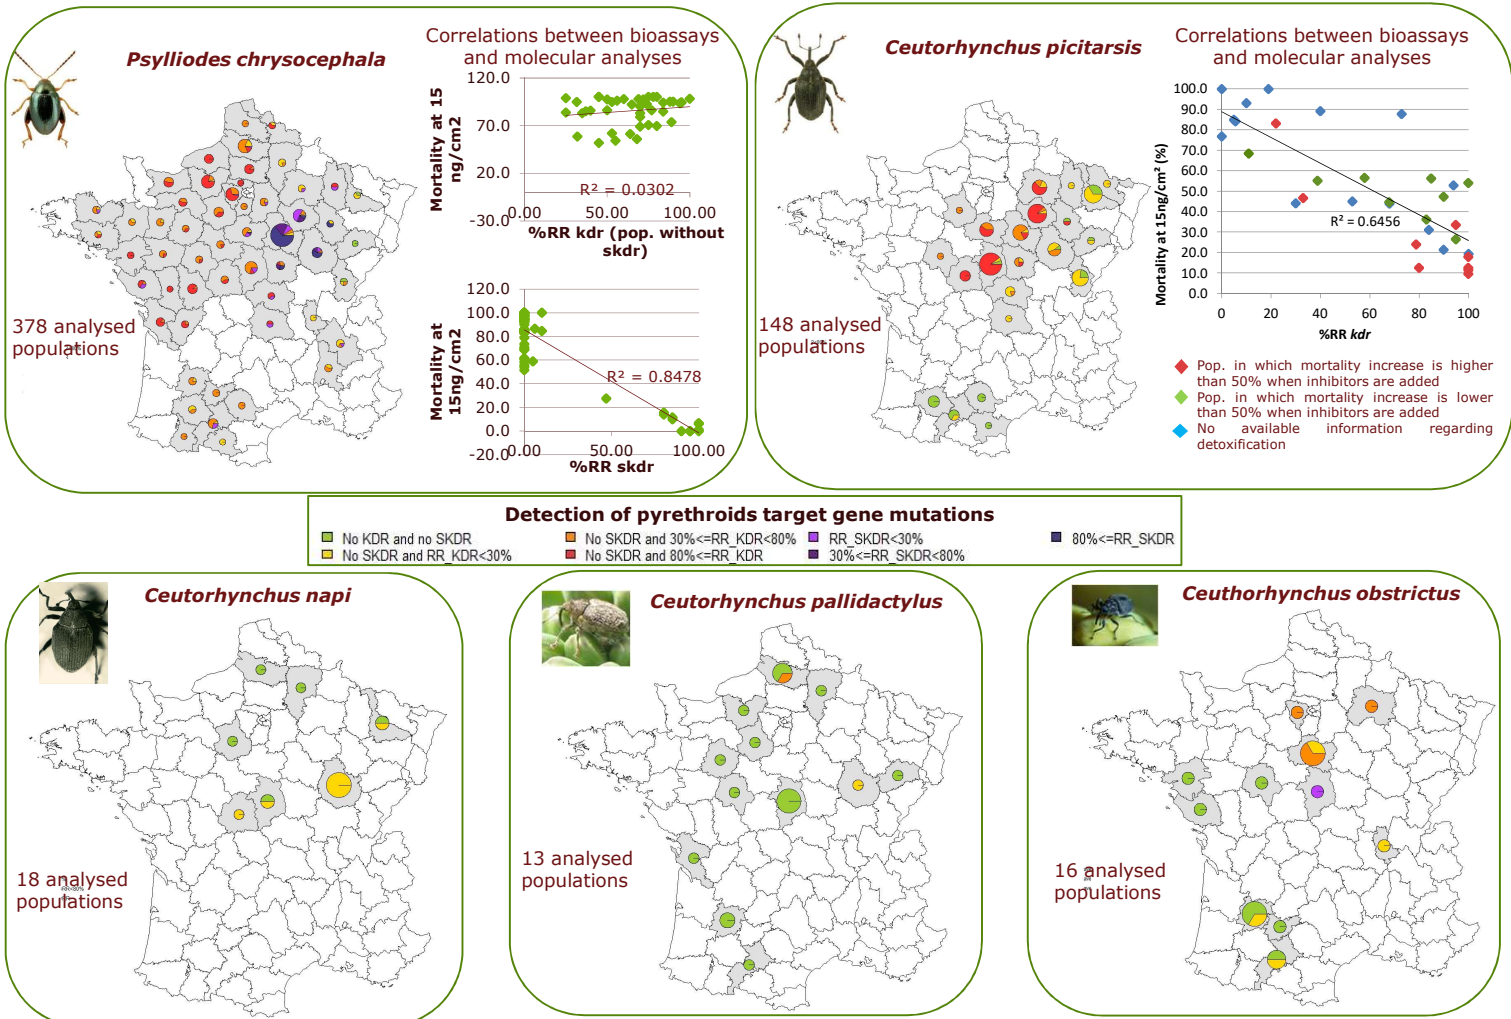 Psylliodes chrysocephala
Correlations between bioassays
and molecular analyses
120.0
70.0
20.0
-30.0
0.00
50.00
100.00
Mortality at 15
ng/cm2
R² = 0.0302
%RR kdr (pop. without
skdr)
120.0
100.0
80.0
60.0
40.0
20.0
0.0
-20.0
0.00
50.00
100.00
Mortality at
15ng/cm2
R² = 0.8478
%RR skdr
378 analysed
populations
Ceutorhynchus picitarsis
Correlations between bioassays
and molecular analyses
100.0
90.0
80.0
70.0
60.0
50.0
40.0
30.0
20.0
10.0
0.0
0
20
40
60
80
100
Mortality at 15ng/cm² (%)
R² = 0.6456
%RR kdr
148 analysed
populations
Pop. in which mortality increase is higher
than 50% when inhibitors are added
Pop. in which mortality increase is lower
than 50% when inhibitors are added
No available information regarding
detoxification
Detection of pyrethroids target gene mutations
No KDR and no SKDR
No SKDR and 30%<=RR_KDR<80%
RR_SKDR<30%
80%<=RR_SKDR
No SKDR and RR_KDR<30%
No SKDR and 80%<=RR_KDR
30%<=RR_SKDR<80%
Ceutorhynchus napi
18 analysed
populations
Ceutorhynchus pallidactylus
13 analysed
populations
Ceuthorhynchus obstrictus
16 analysed
populations